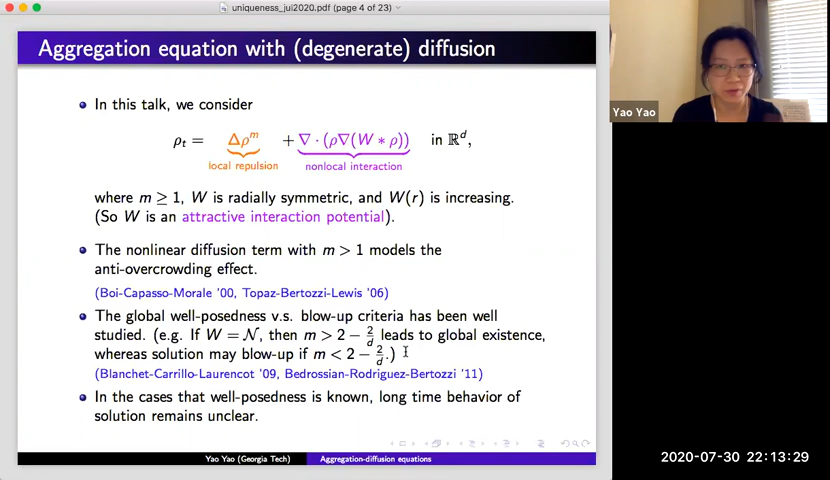 uniqueness_jui2020.pdf (page 4 of 23)
Aggregation equation with (degenerate) diffusion
In this talk, we consider
ρₜ = Δρᵐ + ∇ · (ρ∇(W ∗ ρ)) in ℝᵈ,
local repulsion
nonlocal interaction
where m ≥ 1, W is radially symmetric, and W(r) is increasing.
(So W is an attractive interaction potential).
The nonlinear diffusion term with m > 1 models the
anti-overcrowding effect.
(Boi-Capasso-Morale '00, Topaz-Bertozzi-Lewis '06)
The global well-posedness v.s. blow-up criteria has been well
studied. (e.g. If W = 𝒩, then m > 2 − 2/d leads to global existence,
whereas solution may blow-up if m < 2 − 2/d.)
(Blanchet-Carrillo-Laurencot '09, Bedrossian-Rodriguez-Bertozzi '11)
In the cases that well-posedness is known, long time behavior of
solution remains unclear.
Yao Yao (Georgia Tech)
Aggregation-diffusion equations
Yao Yao
2020-07-30 22:13:29